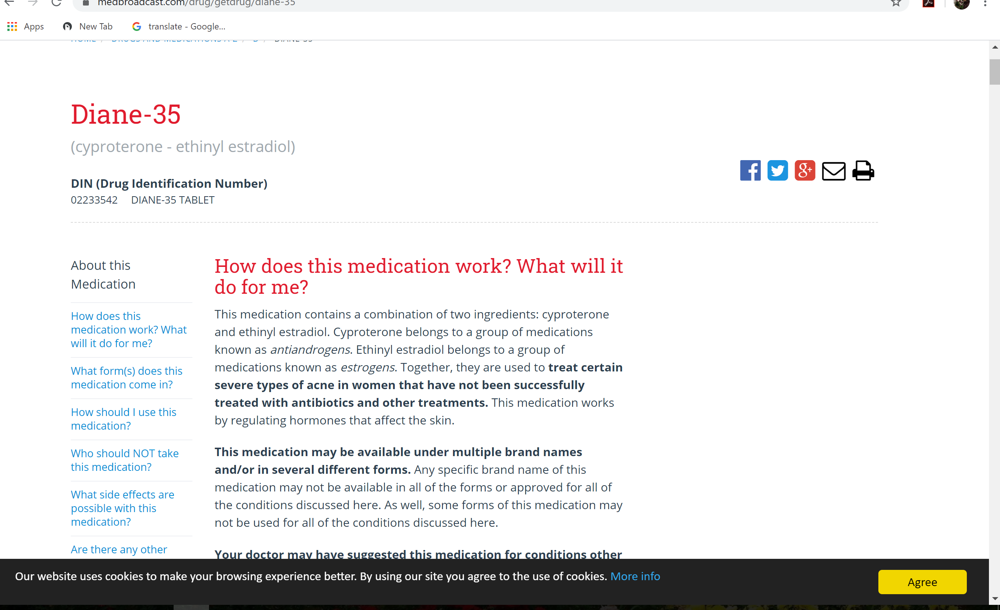 medbroadcast.com/drug/getdrug/diane-35
Apps New Tab translate - Google...
HOME / DRUGS AND MEDICATIONS A-Z / D / DIANE-35
Diane-35
(cyproterone - ethinyl estradiol)
DIN (Drug Identification Number)
02233542 DIANE-35 TABLET
About this
Medication
How does this
medication work? What
will it do for me?
What form(s) does this
medication come in?
How should I use this
medication?
Who should NOT take
this medication?
What side effects are
possible with this
medication?
Are there any other
How does this medication work? What will it
do for me?
This medication contains a combination of two ingredients: cyproterone
and ethinyl estradiol. Cyproterone belongs to a group of medications
known as antiandrogens. Ethinyl estradiol belongs to a group of
medications known as estrogens. Together, they are used to treat certain
severe types of acne in women that have not been successfully
treated with antibiotics and other treatments. This medication works
by regulating hormones that affect the skin.
This medication may be available under multiple brand names
and/or in several different forms. Any specific brand name of this
medication may not be available in all of the forms or approved for all of
the conditions discussed here. As well, some forms of this medication may
not be used for all of the conditions discussed here.
Your doctor may have suggested this medication for conditions other
Our website uses cookies to make your browsing experience better. By using our site you agree to the use of cookies. More info
Agree